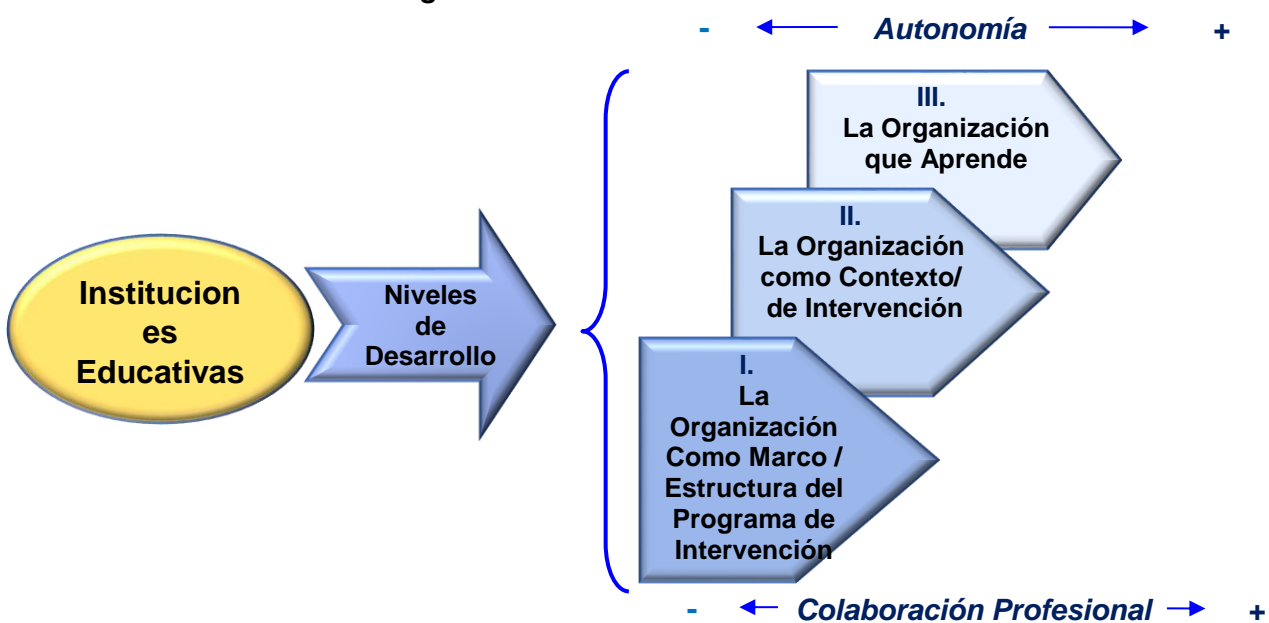 g
- Autonomía +
III.
La Organización
que Aprende
II.
La Organización
como Contexto/
de Intervención
Institucion
es
Educativas
Niveles
de
Desarrollo
I.
La
Organización
Como Marco /
Estructura del
Programa de
Intervención
- Colaboración Profesional +